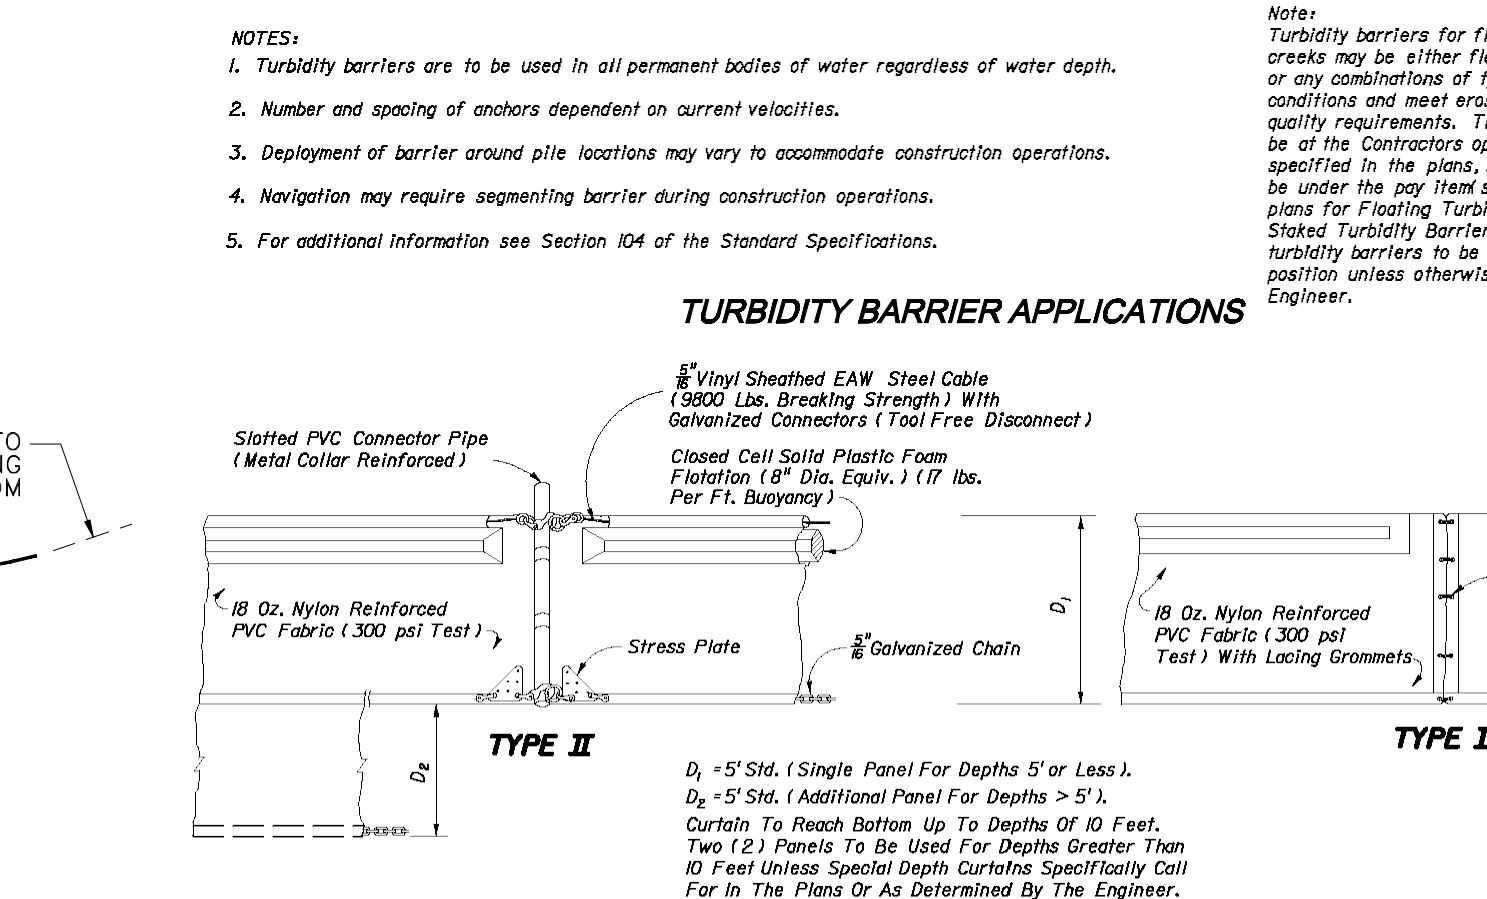 NOTES:
1. Turbidity barriers are to be used in all permanent bodies of water regardless of water depth.
2. Number and spacing of anchors dependent on current velocities.
3. Deployment of barrier around pile locations may vary to accommodate construction operations.
4. Navigation may require segmenting barrier during construction operations.
5. For additional information see Section 104 of the Standard Specifications.
Note:
Turbidity barriers for
creeks may be either
or any combinations of
conditions and meet
quality requirements.
be at the Contractors
specified in the plans,
be under the pay item(s
plans for Floating
Staked Turbidity
turbidity barriers to be
position unless
Engineer.
TURBIDITY BARRIER APPLICATIONS
TO
NG
OM
Slotted PVC Connector Pipe
(Metal Collar Reinforced)
5/16" Vinyl Sheathed EAW Steel Cable
(9800 Lbs. Breaking Strength) With
Galvanized Connectors (Tool Free Disconnect)
Closed Cell Solid Plastic Foam
Flotation (8" Dia. Equiv.) (17 lbs.
Per Ft. Buoyancy)
18 Oz. Nylon Reinforced
PVC Fabric (300 psi Test)
Stress Plate
5/16" Galvanized Chain
D1
18 Oz. Nylon Reinforced
PVC Fabric (300 psi
Test) With Lacing Grommets
D2
TYPE II
TYPE I
D1 = 5' Std. (Single Panel For Depths 5' or Less).
D2 = 5' Std. (Additional Panel For Depths > 5').
Curtain To Reach Bottom Up To Depths Of 10 Feet.
Two (2) Panels To Be Used For Depths Greater Than
10 Feet Unless Special Depth Curtains Specifically Call
For In The Plans Or As Determined By The Engineer.